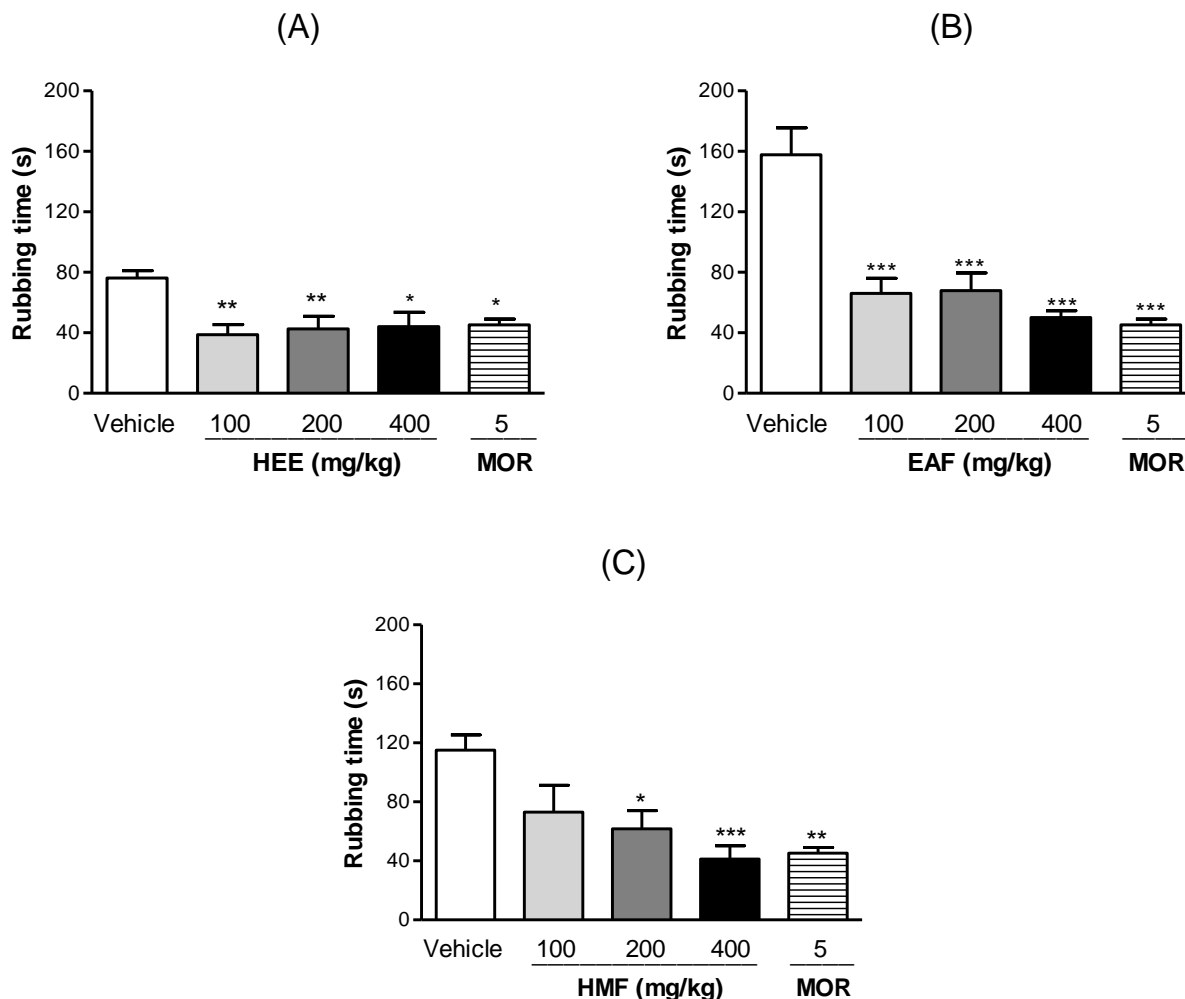 (A)
200
160
120
80
40
0
Rubbing time (s)
**
**
*
*
Vehicle 100 200 400 5
HEE (mg/kg) MOR
(B)
200
160
120
80
40
0
Rubbing time (s)
***
***
***
***
Vehicle 100 200 400 5
EAF (mg/kg) MOR
(C)
200
160
120
80
40
0
Rubbing time (s)
*
***
**
Vehicle 100 200 400 5
HMF (mg/kg) MOR